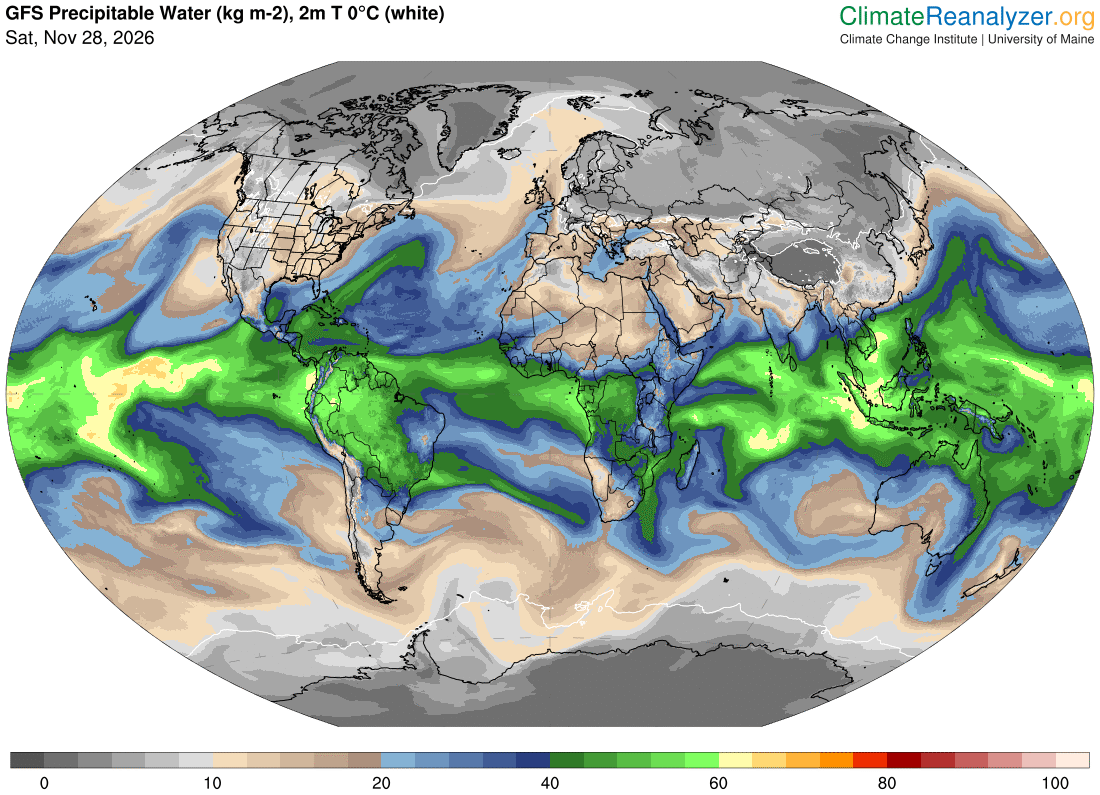 GFS Precipitable Water (kg m-2), 2m T 0°C (white)
Sat, Nov 28, 2026
ClimateReanalyzer.org
Climate Change Institute | University of Maine
0 10 20 40 60 80 100